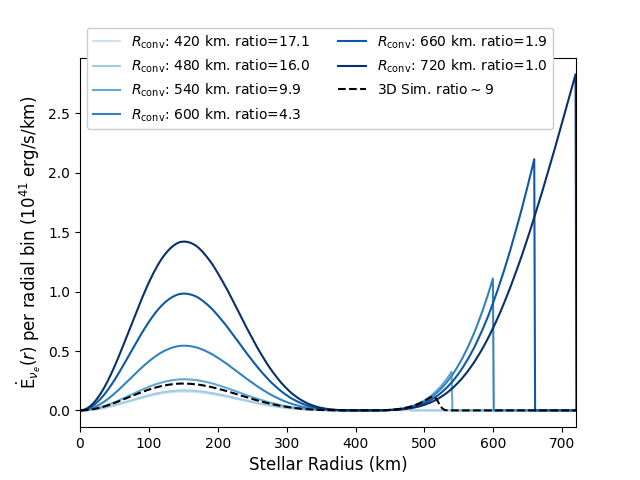 R_conv: 420 km. ratio=17.1
R_conv: 480 km. ratio=16.0
R_conv: 540 km. ratio=9.9
R_conv: 600 km. ratio=4.3
R_conv: 660 km. ratio=1.9
R_conv: 720 km. ratio=1.0
3D Sim. ratio ~ 9
Ė_{ν_e}(r) per radial bin (10^{41} erg/s/km)
2.5
2.0
1.5
1.0
0.5
0.0
0 100 200 300 400 500 600 700
Stellar Radius (km)